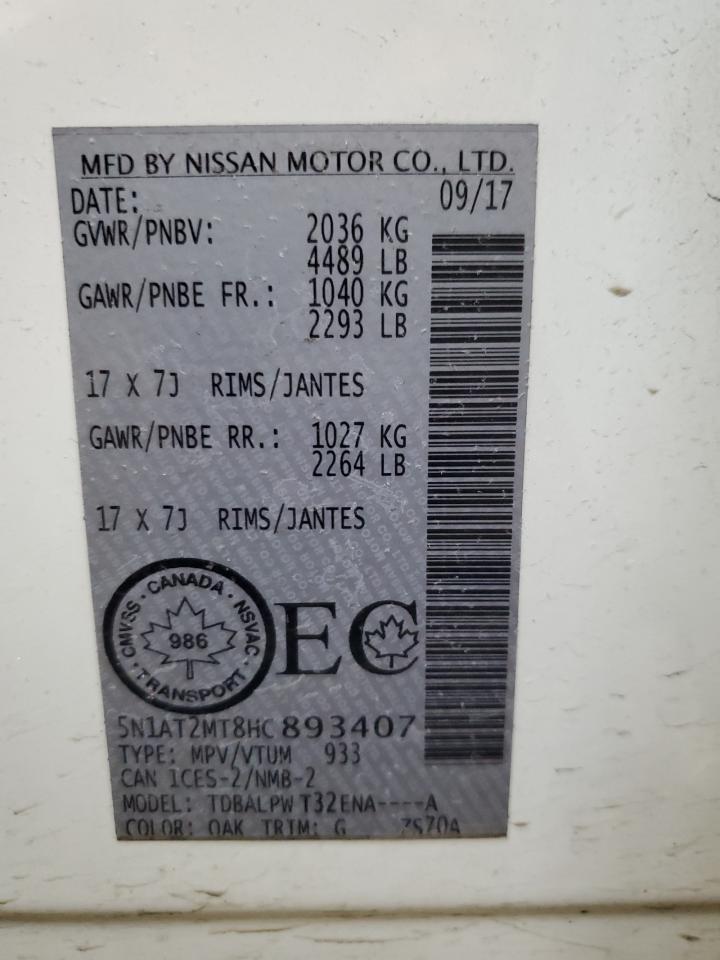 MFD BY NISSAN MOTOR CO., LTD.
DATE: 09/17
GVWR/PNBV: 2036 KG
4489 LB
GAWR/PNBE FR.: 1040 KG
2293 LB
17 X 7J RIMS/JANTES
GAWR/PNBE RR.: 1027 KG
2264 LB
17 X 7J RIMS/JANTES
CMVSS · CANADA · NSVAC · TRANSPORT ·
986
EC
5N1AT2MT8HC893407
TYPE: MPV/VTUM 933
CAN ICES-2/NMB-2
MODEL: TDBALPW T32ENA----A
COLOR: QAK TRIM: G